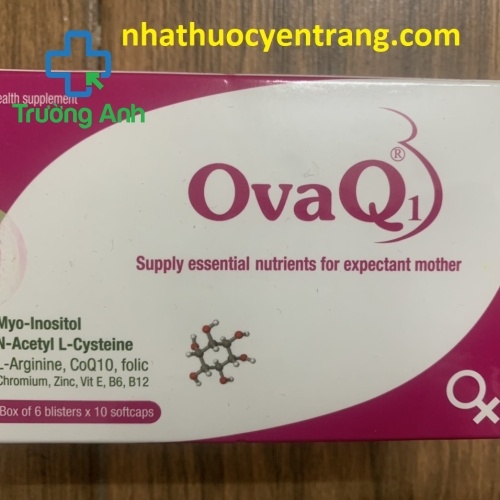 nhathuocyentrang.com
ealth supplement
Trường Anh
OvaQ1®
Supply essential nutrients for expectant mother
Myo-Inositol
N-Acetyl L-Cysteine
L-Arginine, CoQ10, folic
Chromium, Zinc, Vit E, B6, B12
Box of 6 blisters x 10 softcaps